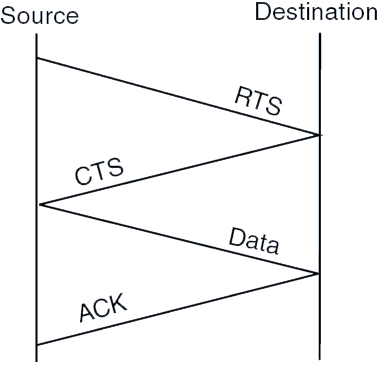 Source
Destination
RTS
CTS
Data
ACK